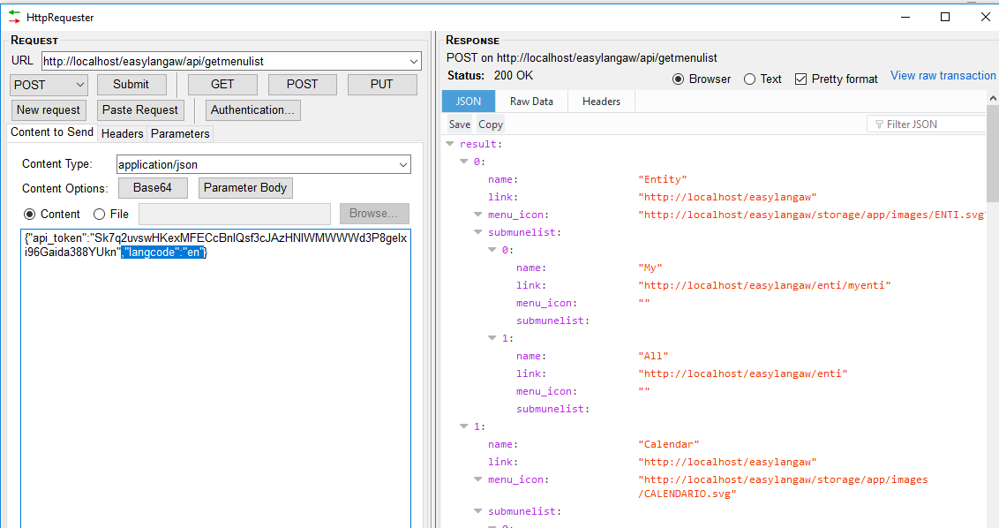 HttpRequester
REQUEST
URL http://localhost/easylangaw/api/getmenulist
POST Submit GET POST PUT
New request Paste Request Authentication...
Content to Send Headers Parameters
Content Type: application/json
Content Options: Base64 Parameter Body
Content File Browse...
{"api_token":"Sk7q2uvswHKexMFECcBnlQsf3cJAzHNlWMWWWd3P8gelx
i96Gaida388YUkn","langcode":"en"}
RESPONSE
POST on http://localhost/easylangaw/api/getmenulist
Status: 200 OK
Browser Text Pretty format View raw transaction
JSON Raw Data Headers
Save Copy Filter JSON
result:
0:
name: "Entity"
link: "http://localhost/easylangaw"
menu_icon: "http://localhost/easylangaw/storage/app/images/ENTI.svg"
submunelist:
0:
name: "My"
link: "http://localhost/easylangaw/enti/myenti"
menu_icon: ""
submunelist:
1:
name: "All"
link: "http://localhost/easylangaw/enti"
menu_icon: ""
submunelist:
1:
name: "Calendar"
link: "http://localhost/easylangaw"
menu_icon: "http://localhost/easylangaw/storage/app/images
/CALENDARIO.svg"
submunelist: